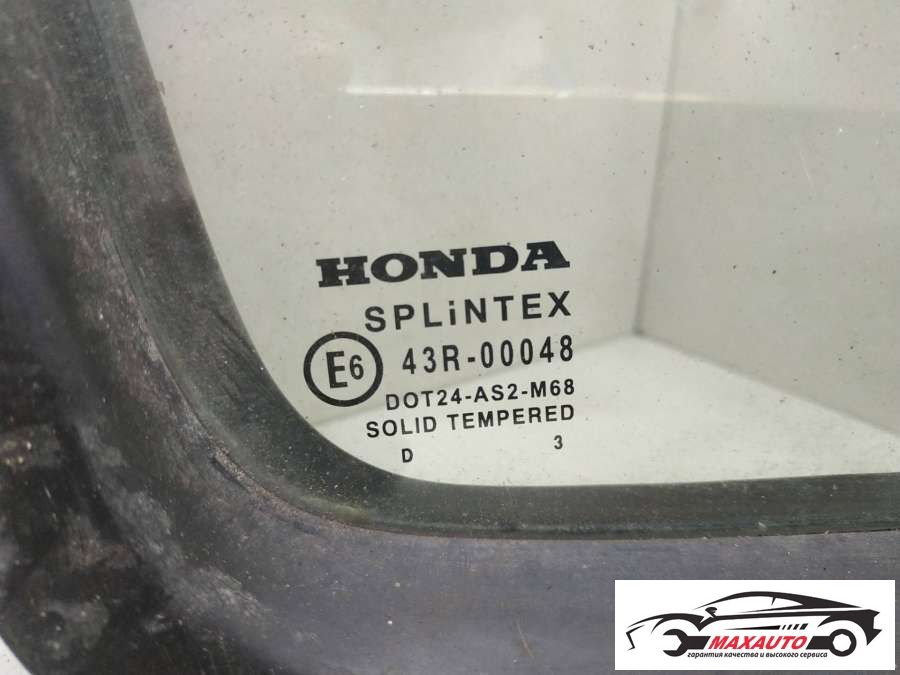 HONDA
SPLiNTEX
E6 43R-00048
DOT24-AS2-M68
SOLID TEMPERED
D 3
MAXAUTO
гарантия качества и высокого сервиса